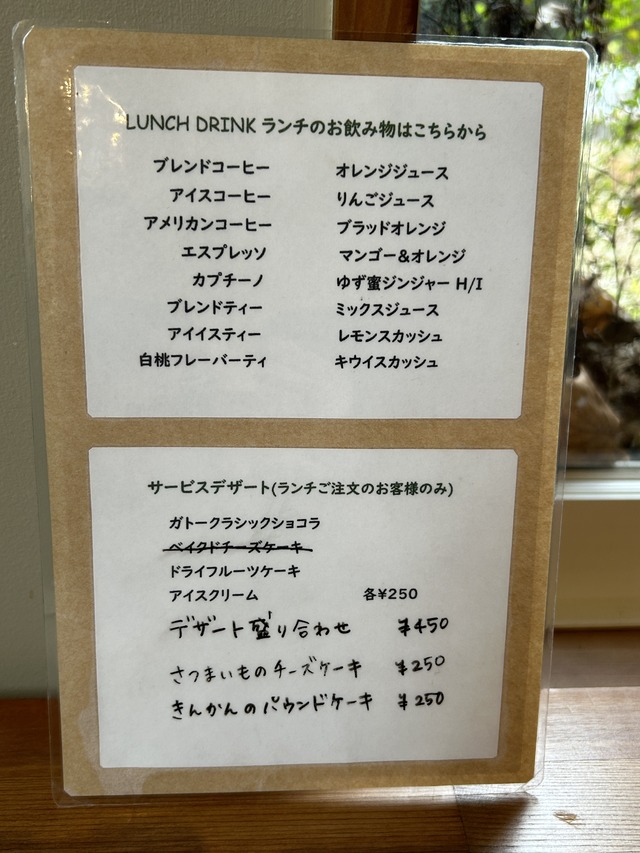 LUNCH DRINK ランチのお飲み物はこちらから
ブレンドコーヒー
アイスコーヒー
アメリカンコーヒー
エスプレッソ
カプチーノ
ブレンドティー
アイイスティー
白桃フレーバーティ
オレンジジュース
りんごジュース
ブラッドオレンジ
マンゴー&オレンジ
ゆず蜜ジンジャー H/I
ミックスジュース
レモンスカッシュ
キウイスカッシュ
サービスデザート(ランチご注文のお客様のみ)
ガトークラシックショコラ
ベイクドチーズケーキ
ドライフルーツケーキ
アイスクリーム 各¥250
デザート盛り合わせ ¥450
さつまいものチーズケーキ ¥250
きんかんのパウンドケーキ ¥250